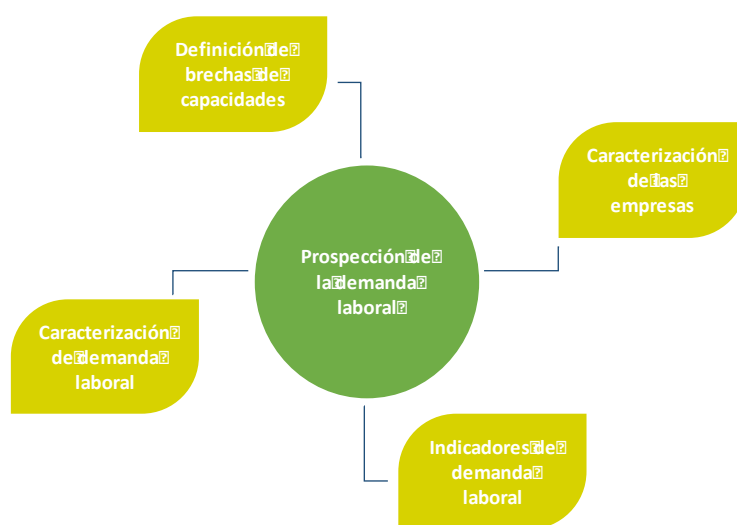 Definición de
brechas de
capacidades
Caracterización
de las
empresas
Prospección de
la demanda
laboral
Caracterización
de demanda
laboral
Indicadores de
demanda
laboral